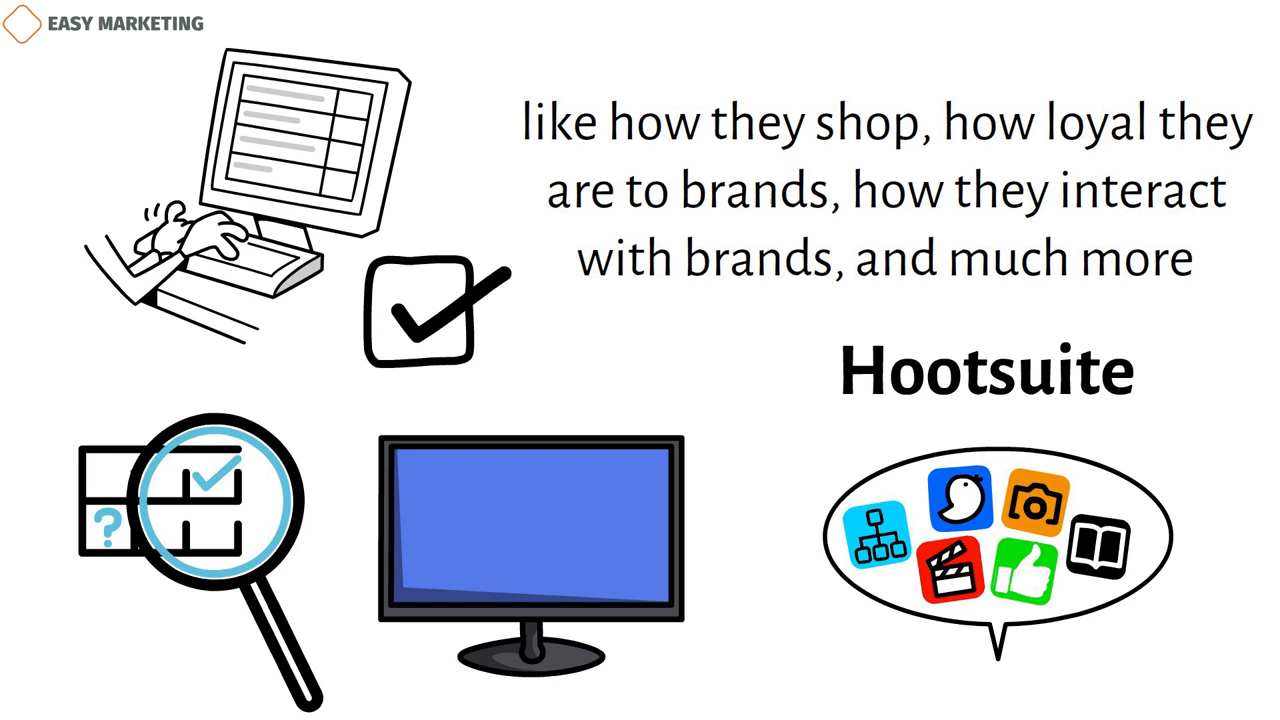 EASY MARKETING
like how they shop, how loyal they
are to brands, how they interact
with brands, and much more
Hootsuite
?